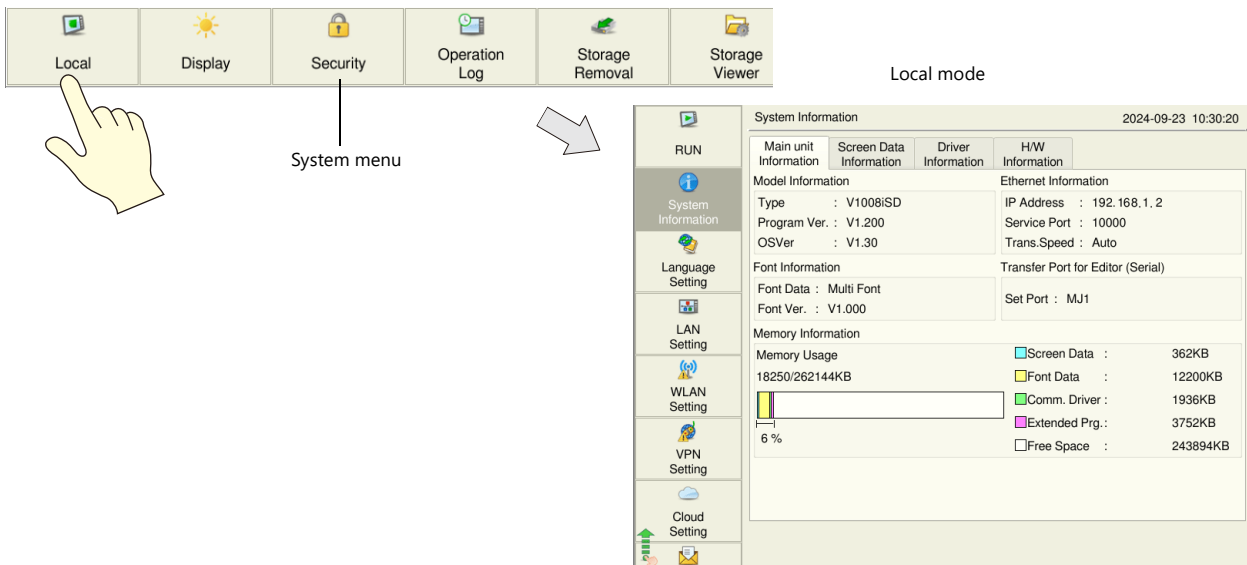 Local
Display
Security
Operation
Log
Storage
Removal
Storage
Viewer
System menu
Local mode
RUN
System
Information
Language
Setting
LAN
Setting
WLAN
Setting
VPN
Setting
Cloud
Setting
System Information 2024-09-23 10:30:20
Main unit
Information
Screen Data
Information
Driver
Information
H/W
Information
Model Information
Type : V1008iSD
Program Ver. : V1.200
OSVer : V1.30
Ethernet Information
IP Address : 192.168.1.2
Service Port : 10000
Trans.Speed : Auto
Font Information
Font Data : Multi Font
Font Ver. : V1.000
Transfer Port for Editor (Serial)
Set Port : MJ1
Memory Information
Memory Usage
18250/262144KB
6 %
Screen Data : 362KB
Font Data : 12200KB
Comm. Driver : 1936KB
Extended Prg. : 3752KB
Free Space : 243894KB